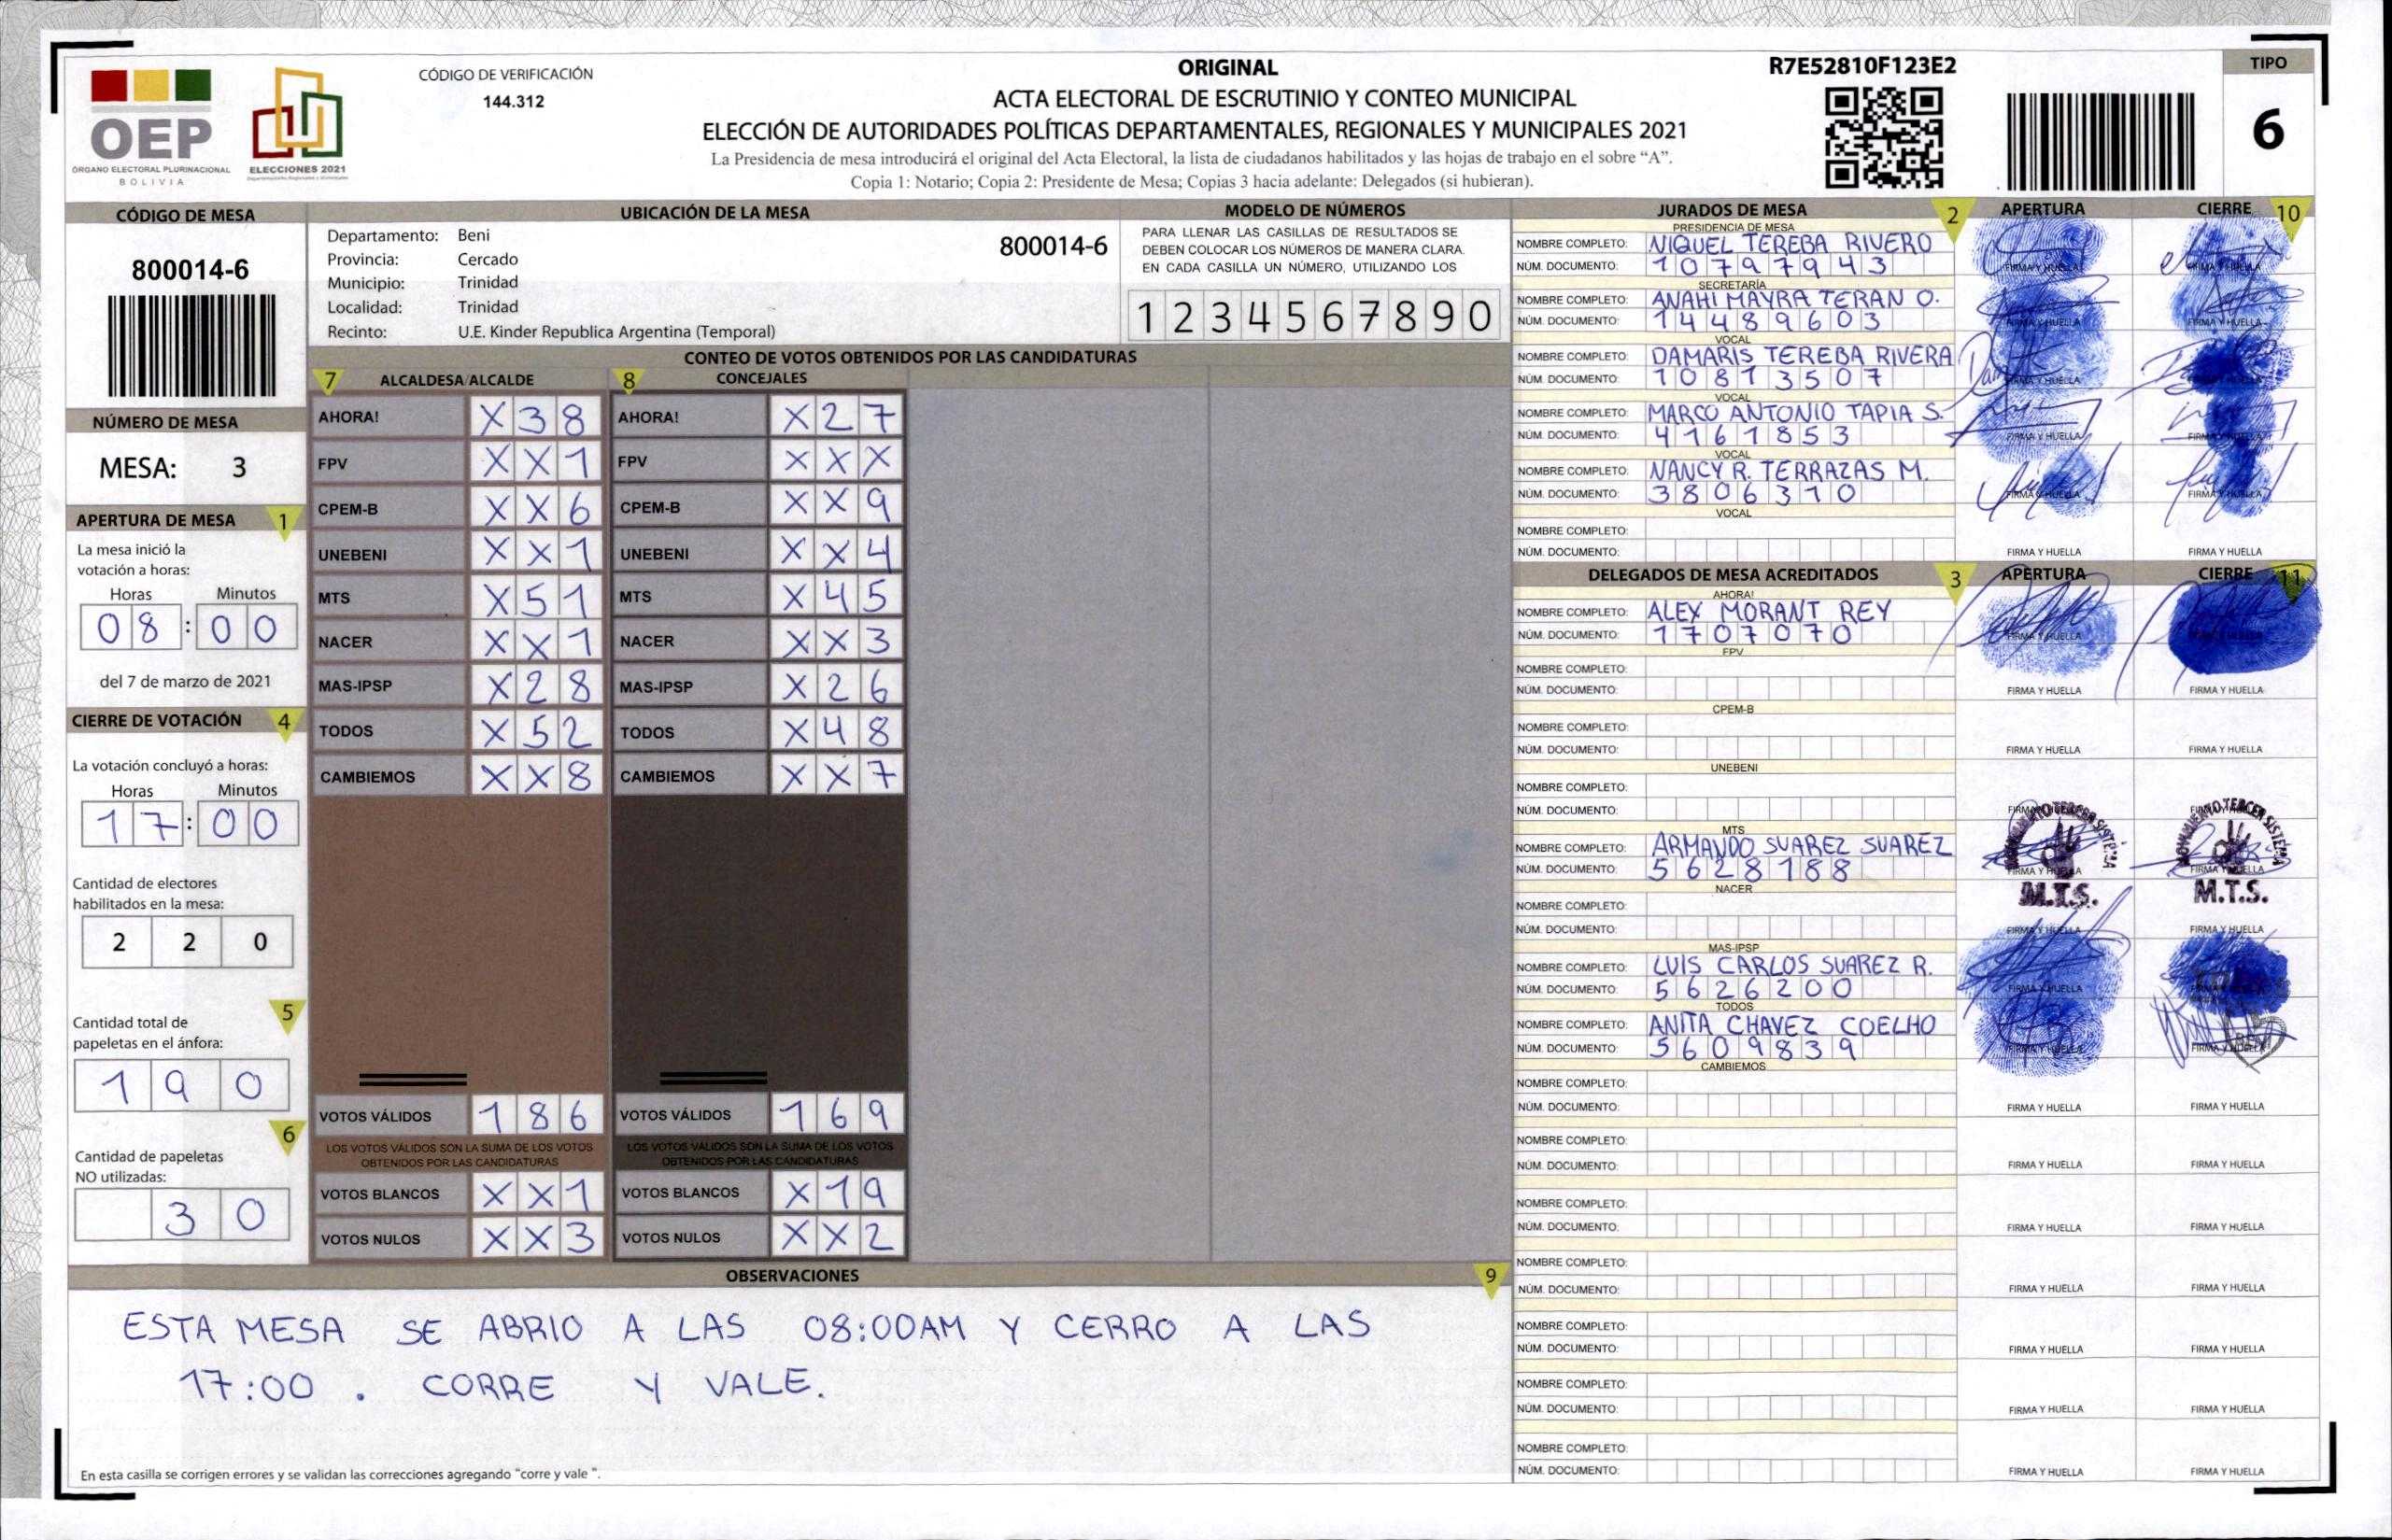 OEP
ÓRGANO ELECTORAL PLURINACIONAL
BOLIVIA
ELECCIONES 2021
CÓDIGO DE VERIFICACIÓN
144.312
ORIGINAL
ACTA ELECTORAL DE ESCRUTINIO Y CONTEO MUNICIPAL
ELECCIÓN DE AUTORIDADES POLÍTICAS DEPARTAMENTALES, REGIONALES Y MUNICIPALES 2021
La Presidencia de mesa introducirá el original del Acta Electoral, la lista de ciudadanos habilitados y las hojas de trabajo en el sobre “A”.
Copia 1: Notario; Copia 2: Presidente de Mesa; Copias 3 hacia adelante: Delegados (si hubieran).
R7E52810F123E2
TIPO
6
CÓDIGO DE MESA
800014-6
NÚMERO DE MESA
MESA: 3
APERTURA DE MESA 1
La mesa inició la
votación a horas:
Horas Minutos
08:00
del 7 de marzo de 2021
CIERRE DE VOTACIÓN 4
La votación concluyó a horas:
Horas Minutos
17:00
Cantidad de electores
habilitados en la mesa:
2 2 0
5
Cantidad total de
papeletas en el ánfora:
1 9 0
6
Cantidad de papeletas
NO utilizadas:
3 0
UBICACIÓN DE LA MESA
Departamento: Beni
Provincia: Cercado
Municipio: Trinidad
Localidad: Trinidad
Recinto: U.E. Kinder Republica Argentina (Temporal)
800014-6
MODELO DE NÚMEROS
PARA LLENAR LAS CASILLAS DE RESULTADOS SE
DEBEN COLOCAR LOS NÚMEROS DE MANERA CLARA.
EN CADA CASILLA UN NÚMERO, UTILIZANDO LOS
1 2 3 4 5 6 7 8 9 0
CONTEO DE VOTOS OBTENIDOS POR LAS CANDIDATURAS
7 ALCALDESA/ALCALDE 8 CONCEJALES
AHORA! X38 AHORA! X27
FPV XX1 FPV XXX
CPEM-B XX6 CPEM-B XX9
UNEBENI XX1 UNEBENI XX4
MTS X51 MTS X45
NACER XX1 NACER XX3
MAS-IPSP X28 MAS-IPSP X26
TODOS X52 TODOS X48
CAMBIEMOS XX8 CAMBIEMOS XX7
VOTOS VÁLIDOS 186 VOTOS VÁLIDOS 169
LOS VOTOS VÁLIDOS SON LA SUMA DE LOS VOTOS LOS VOTOS VÁLIDOS SON LA SUMA DE LOS VOTOS
OBTENIDOS POR LAS CANDIDATURAS OBTENIDOS POR LAS CANDIDATURAS
VOTOS BLANCOS XX1 VOTOS BLANCOS X19
VOTOS NULOS XX3 VOTOS NULOS XX2
OBSERVACIONES 9
ESTA MESA SE ABRIO A LAS 08:00AM Y CERRO A LAS
17:00 . CORRE Y VALE.
En esta casilla se corrigen errores y se validan las correcciones agregando "corre y vale ".
JURADOS DE MESA 2 APERTURA CIERRE 10
PRESIDENCIA DE MESA
NOMBRE COMPLETO: NIQUEL TEREBA RIVERO
NÚM. DOCUMENTO: 10797943 FIRMA Y HUELLA
SECRETARÍA
NOMBRE COMPLETO: ANAHI MAYRA TERAN O.
NÚM. DOCUMENTO: 14489603 FIRMA Y HUELLA FIRMA Y HUELLA
VOCAL
NOMBRE COMPLETO: DAMARIS TEREBA RIVERA
NÚM. DOCUMENTO: 10813507 FIRMA Y HUELLA
VOCAL
NOMBRE COMPLETO: MARCO ANTONIO TAPIA S.
NÚM. DOCUMENTO: 4161853 FIRMA Y HUELLA FIRMA Y HUELLA
VOCAL
NOMBRE COMPLETO: NANCY R. TERRAZAS M.
NÚM. DOCUMENTO: 3806310 FIRMA Y HUELLA FIRMA Y HUELLA
VOCAL
NOMBRE COMPLETO:
NÚM. DOCUMENTO: FIRMA Y HUELLA FIRMA Y HUELLA
DELEGADOS DE MESA ACREDITADOS 3 APERTURA CIERRE 11
AHORA!
NOMBRE COMPLETO: ALEX MORANT REY
NÚM. DOCUMENTO: 1707070 FIRMA Y HUELLA
FPV
NOMBRE COMPLETO:
NÚM. DOCUMENTO: FIRMA Y HUELLA FIRMA Y HUELLA
CPEM-B
NOMBRE COMPLETO:
NÚM. DOCUMENTO: FIRMA Y HUELLA FIRMA Y HUELLA
UNEBENI
NOMBRE COMPLETO:
NÚM. DOCUMENTO: FIRMA Y HUELLA FIRMA Y HUELLA
MTS
NOMBRE COMPLETO: ARMANDO SUAREZ SUAREZ
NÚM. DOCUMENTO: 5628188 FIRMA Y HUELLA FIRMA Y HUELLA
MOVIMIENTO TERCER SISTEMA MOVIMIENTO TERCER SISTEMA
M.T.S. M.T.S.
NACER
NOMBRE COMPLETO:
NÚM. DOCUMENTO: FIRMA Y HUELLA FIRMA Y HUELLA
MAS-IPSP
NOMBRE COMPLETO: LUIS CARLOS SUAREZ R.
NÚM. DOCUMENTO: 5626200 FIRMA Y HUELLA
TODOS
NOMBRE COMPLETO: ANITA CHAVEZ COELHO
NÚM. DOCUMENTO: 5609839 FIRMA Y HUELLA FIRMA Y HUELLA
CAMBIEMOS
NOMBRE COMPLETO:
NÚM. DOCUMENTO: FIRMA Y HUELLA FIRMA Y HUELLA
NOMBRE COMPLETO:
NÚM. DOCUMENTO: FIRMA Y HUELLA FIRMA Y HUELLA
NOMBRE COMPLETO:
NÚM. DOCUMENTO: FIRMA Y HUELLA FIRMA Y HUELLA
NOMBRE COMPLETO:
NÚM. DOCUMENTO: FIRMA Y HUELLA FIRMA Y HUELLA
NOMBRE COMPLETO:
NÚM. DOCUMENTO: FIRMA Y HUELLA FIRMA Y HUELLA
NOMBRE COMPLETO:
NÚM. DOCUMENTO: FIRMA Y HUELLA FIRMA Y HUELLA
NOMBRE COMPLETO:
NÚM. DOCUMENTO: FIRMA Y HUELLA FIRMA Y HUELLA